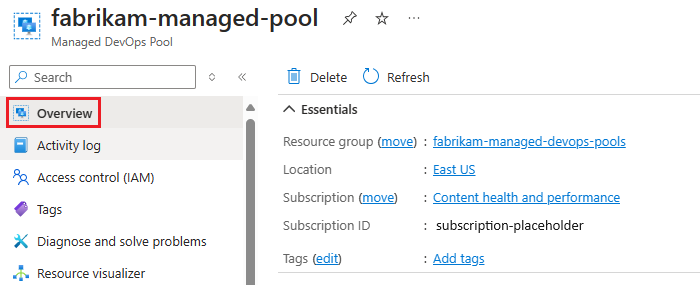 fabrikam-managed-pool
Managed DevOps Pool
Search
Overview
Activity log
Access control (IAM)
Tags
Diagnose and solve problems
Resource visualizer
Delete Refresh
Essentials
Resource group (move) : fabrikam-managed-devops-pools
Location : East US
Subscription (move) : Content health and performance
Subscription ID : subscription-placeholder
Tags (edit) : Add tags